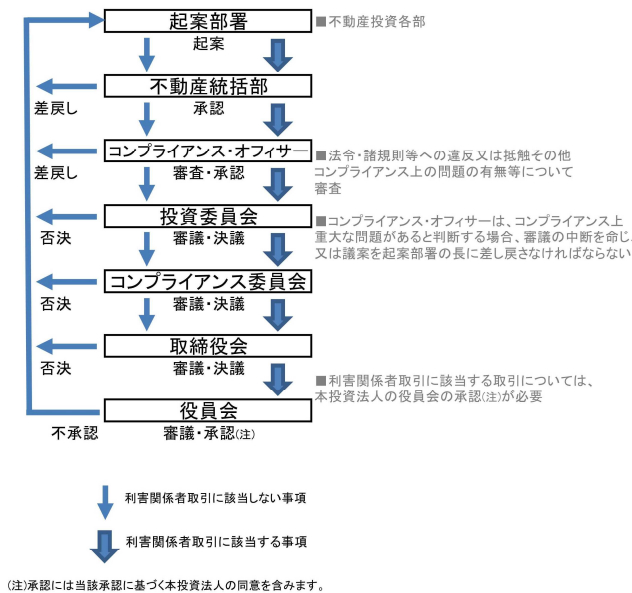 起案部署
■不動産投資各部
起案
不動産統括部
差戻し
承認
コンプライアンス・オフィサー
■法令・諸規則等への違反又は抵触その他
コンプライアンス上の問題の有無等について
審査
差戻し
審査・承認
投資委員会
■コンプライアンス・オフィサーは、コンプライアンス上
重大な問題があると判断する場合、審議の中断を命じ、
又は議案を起案部署の長に差し戻さなければならない
否決
審議・決議
コンプライアンス委員会
否決
審議・決議
取締役会
否決
審議・決議
■利害関係者取引に該当する取引については、
本投資法人の役員会の承認(注)が必要
役員会
不承認
審議・承認(注)
利害関係者取引に該当しない事項
利害関係者取引に該当する事項
(注)承認には当該承認に基づく本投資法人の同意を含みます。